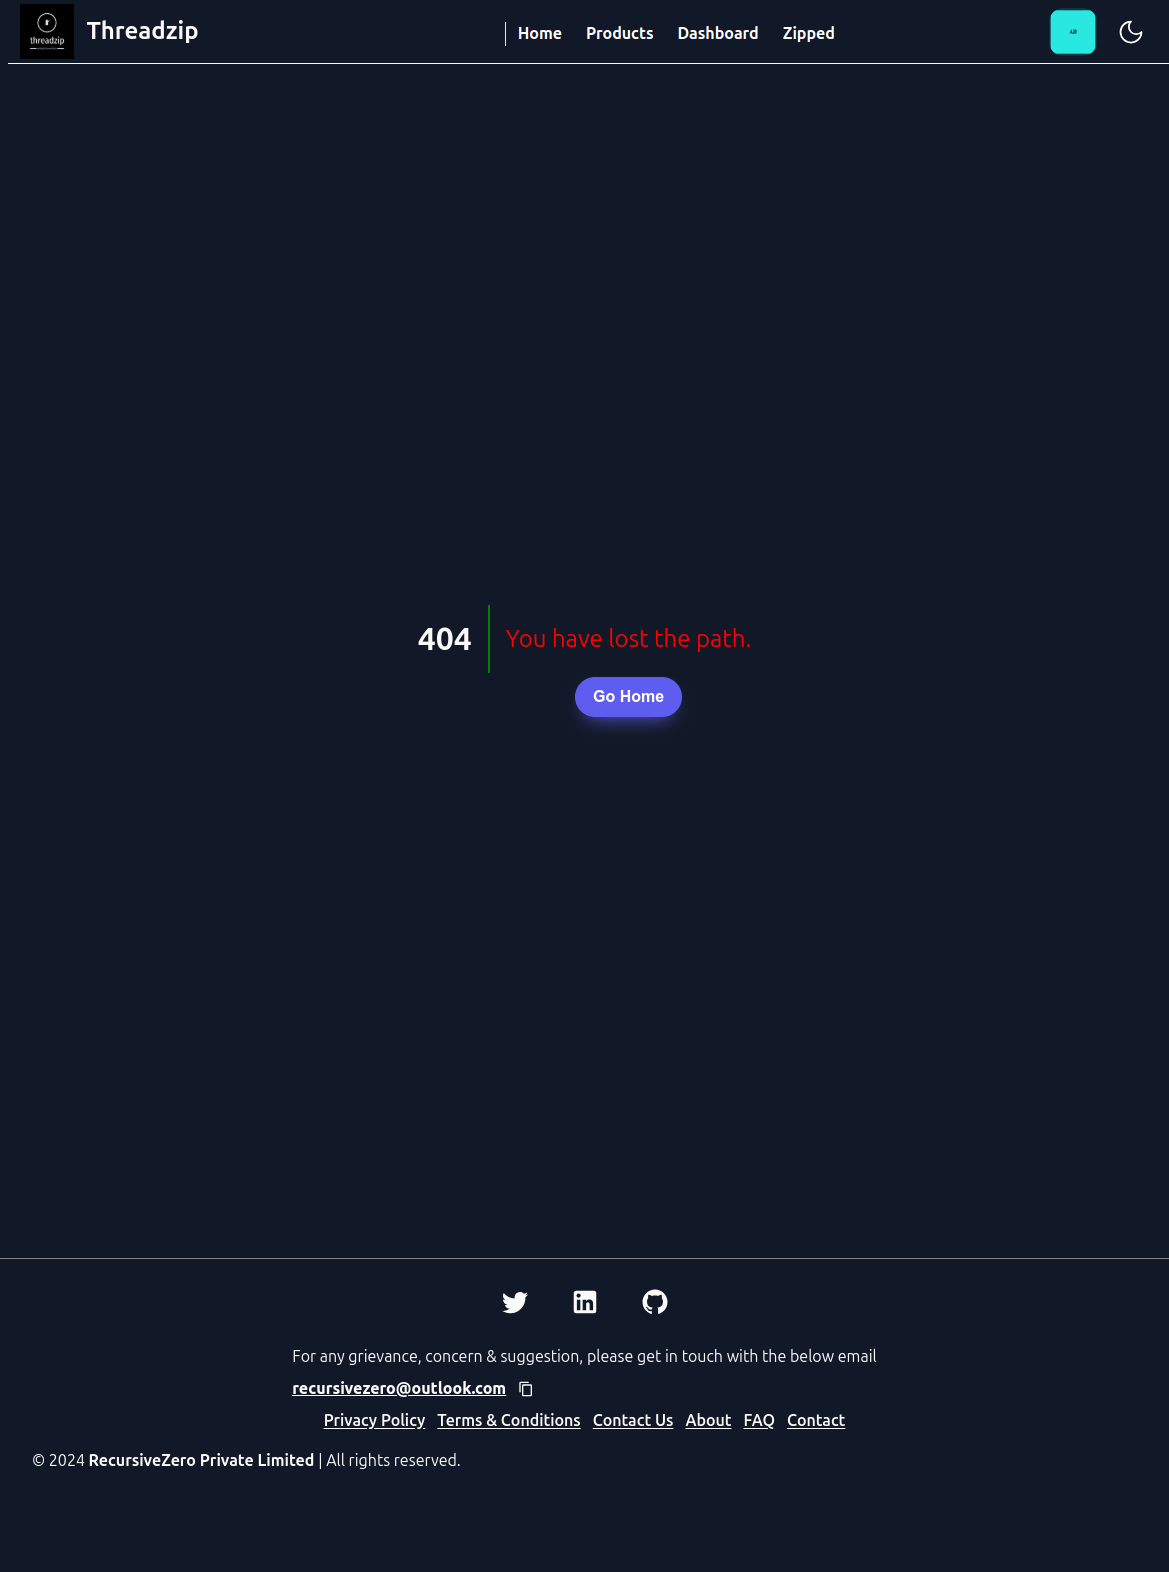 threadzip
Threadzip
Home Products Dashboard Zipped
404 You have lost the path.
Go Home
For any grievance, concern & suggestion, please get in touch with the below email
recursivezero@outlook.com
Privacy Policy Terms & Conditions Contact Us About FAQ Contact
© 2024 RecursiveZero Private Limited | All rights reserved.